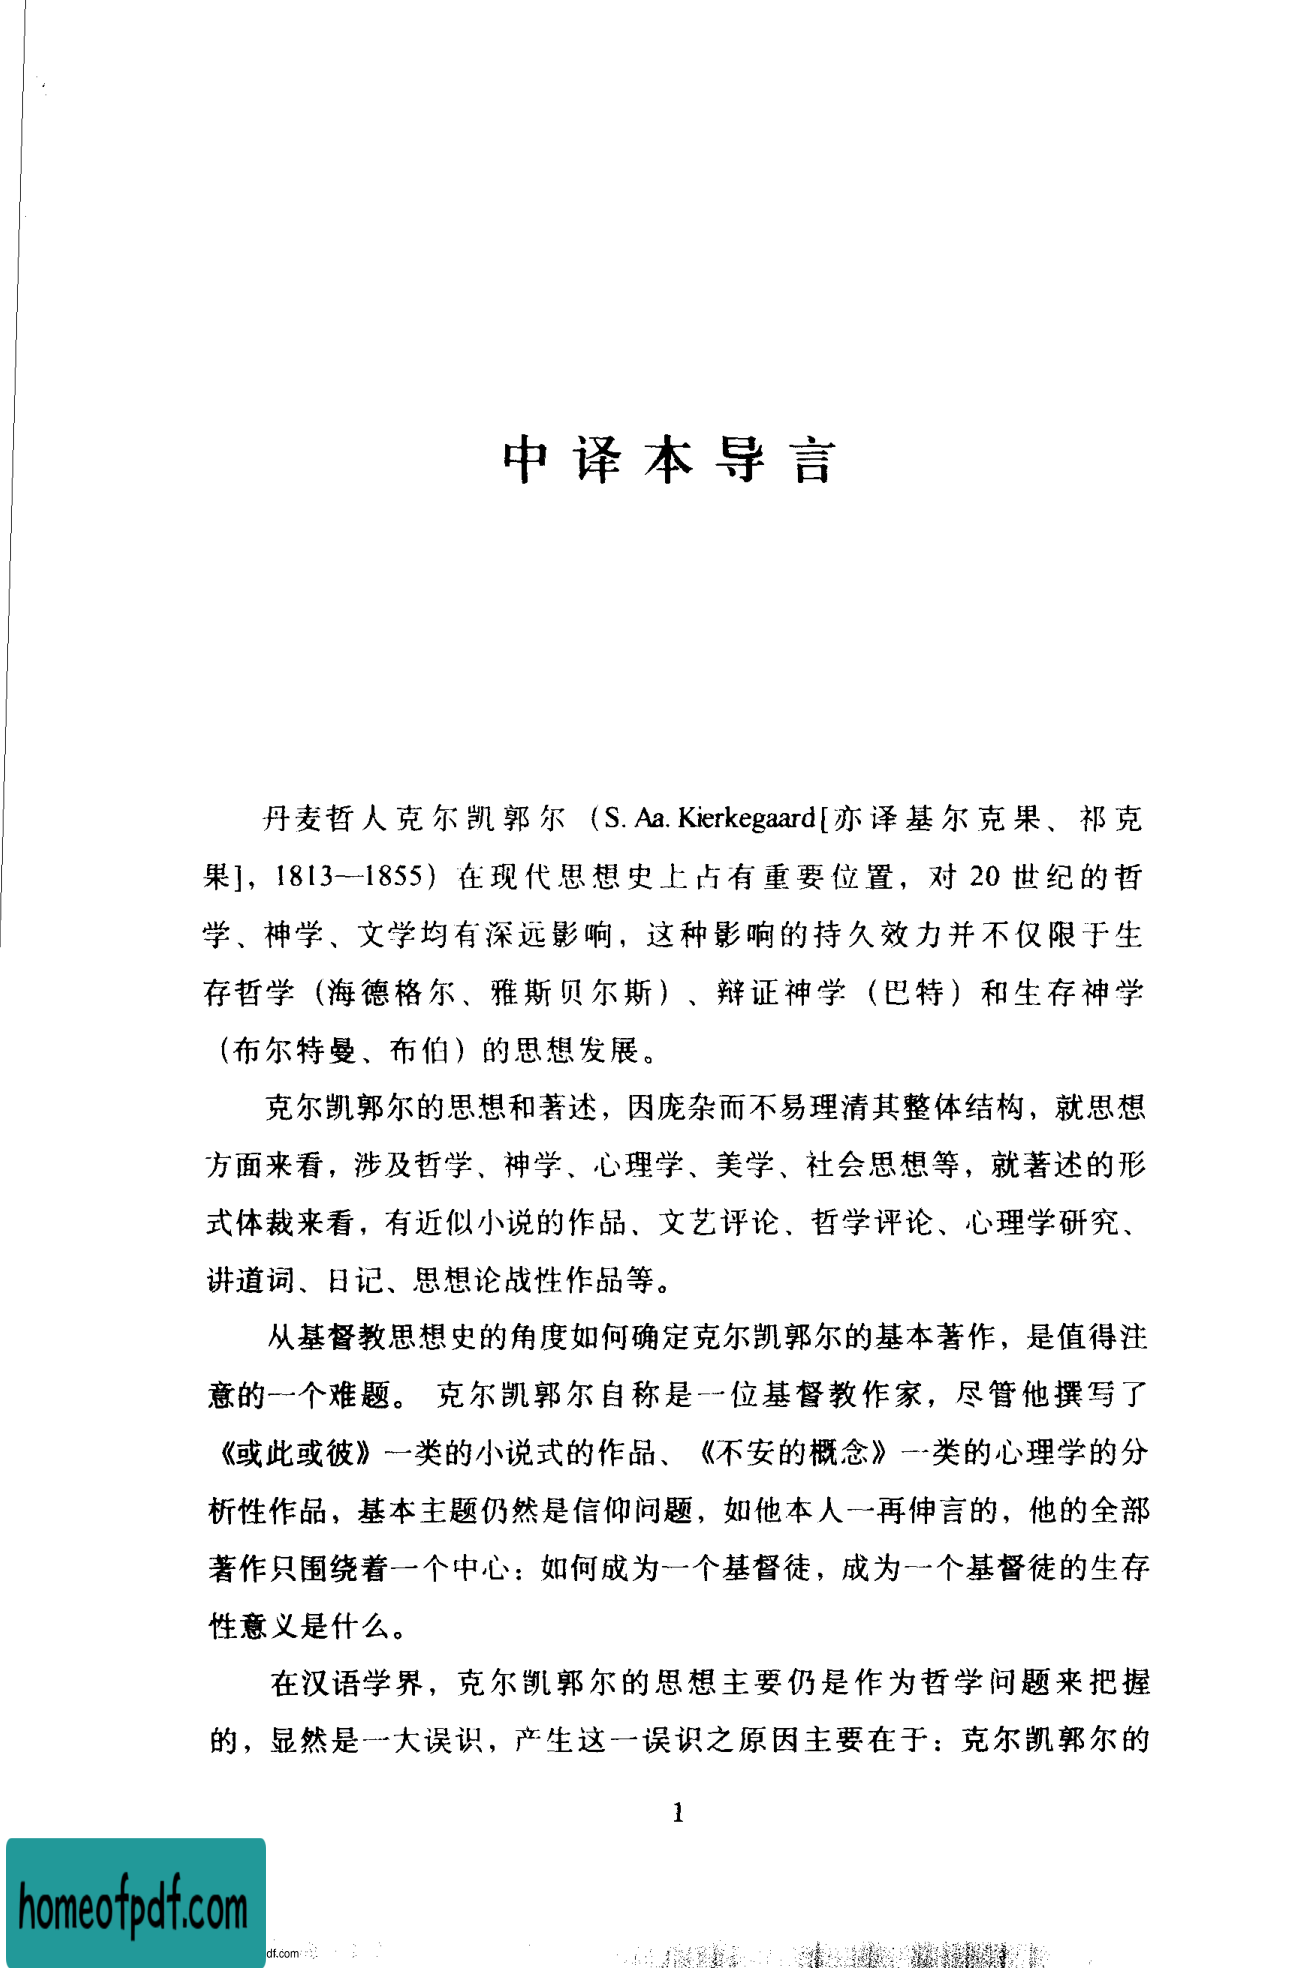 中译本导言
丹麦哲人克尔凯郭尔（S. Aa. Kierkegaard[亦译基尔克果、祁克
果]，1813—1855）在现代思想史上占有重要位置，对 20 世纪的哲
学、神学、文学均有深远影响，这种影响的持久效力并不仅限于生
存哲学（海德格尔、雅斯贝尔斯）、辩证神学（巴特）和生存神学
（布尔特曼、布伯）的思想发展。
克尔凯郭尔的思想和著述，因庞杂而不易理清其整体结构，就思想
方面来看，涉及哲学、神学、心理学、美学、社会思想等，就著述的形
式体裁来看，有近似小说的作品、文艺评论、哲学评论、心理学研究、
讲道词、日记、思想论战性作品等。
从基督教思想史的角度如何确定克尔凯郭尔的基本著作，是值得注
意的一个难题。 克尔凯郭尔自称是一位基督教作家，尽管他撰写了
《或此或彼》一类的小说式的作品、《不安的概念》一类的心理学的分
析性作品，基本主题仍然是信仰问题，如他本人一再伸言的，他的全部
著作只围绕着一个中心：如何成为一个基督徒，成为一个基督徒的生存
性意义是什么。
在汉语学界，克尔凯郭尔的思想主要仍是作为哲学问题来把握
的，显然是一大误识，产生这一误识之原因主要在于：克尔凯郭尔的
1
homeofpdf.com
df.com